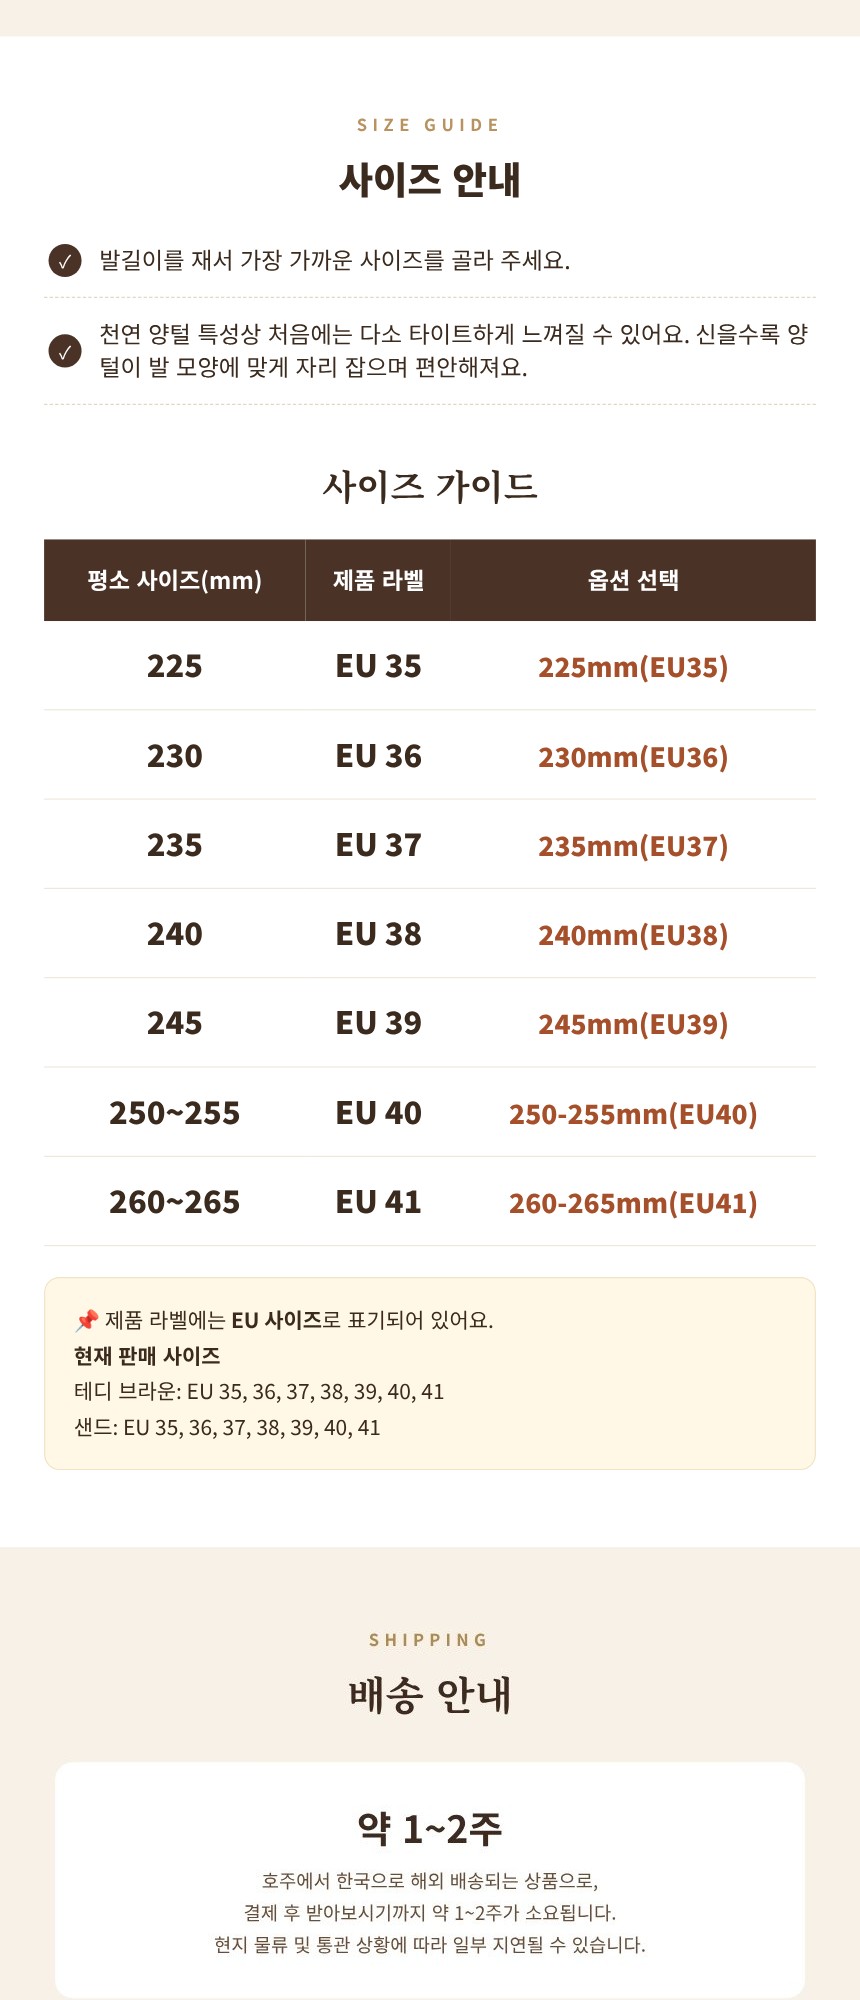 SIZE GUIDE
사이즈 안내
✓ 발길이를 재서 가장 가까운 사이즈를 골라 주세요.
✓ 천연 양털 특성상 처음에는 다소 타이트하게 느껴질 수 있어요. 신을수록 양
털이 발 모양에 맞게 자리 잡으며 편안해져요.
사이즈 가이드
평소 사이즈(mm) 제품 라벨 옵션 선택
225 EU 35 225mm(EU35)
230 EU 36 230mm(EU36)
235 EU 37 235mm(EU37)
240 EU 38 240mm(EU38)
245 EU 39 245mm(EU39)
250~255 EU 40 250-255mm(EU40)
260~265 EU 41 260-265mm(EU41)
📌 제품 라벨에는 EU 사이즈로 표기되어 있어요.
현재 판매 사이즈
테디 브라운: EU 35, 36, 37, 38, 39, 40, 41
샌드: EU 35, 36, 37, 38, 39, 40, 41
SHIPPING
배송 안내
약 1~2주
호주에서 한국으로 해외 배송되는 상품으로,
결제 후 받아보시기까지 약 1~2주가 소요됩니다.
현지 물류 및 통관 상황에 따라 일부 지연될 수 있습니다.